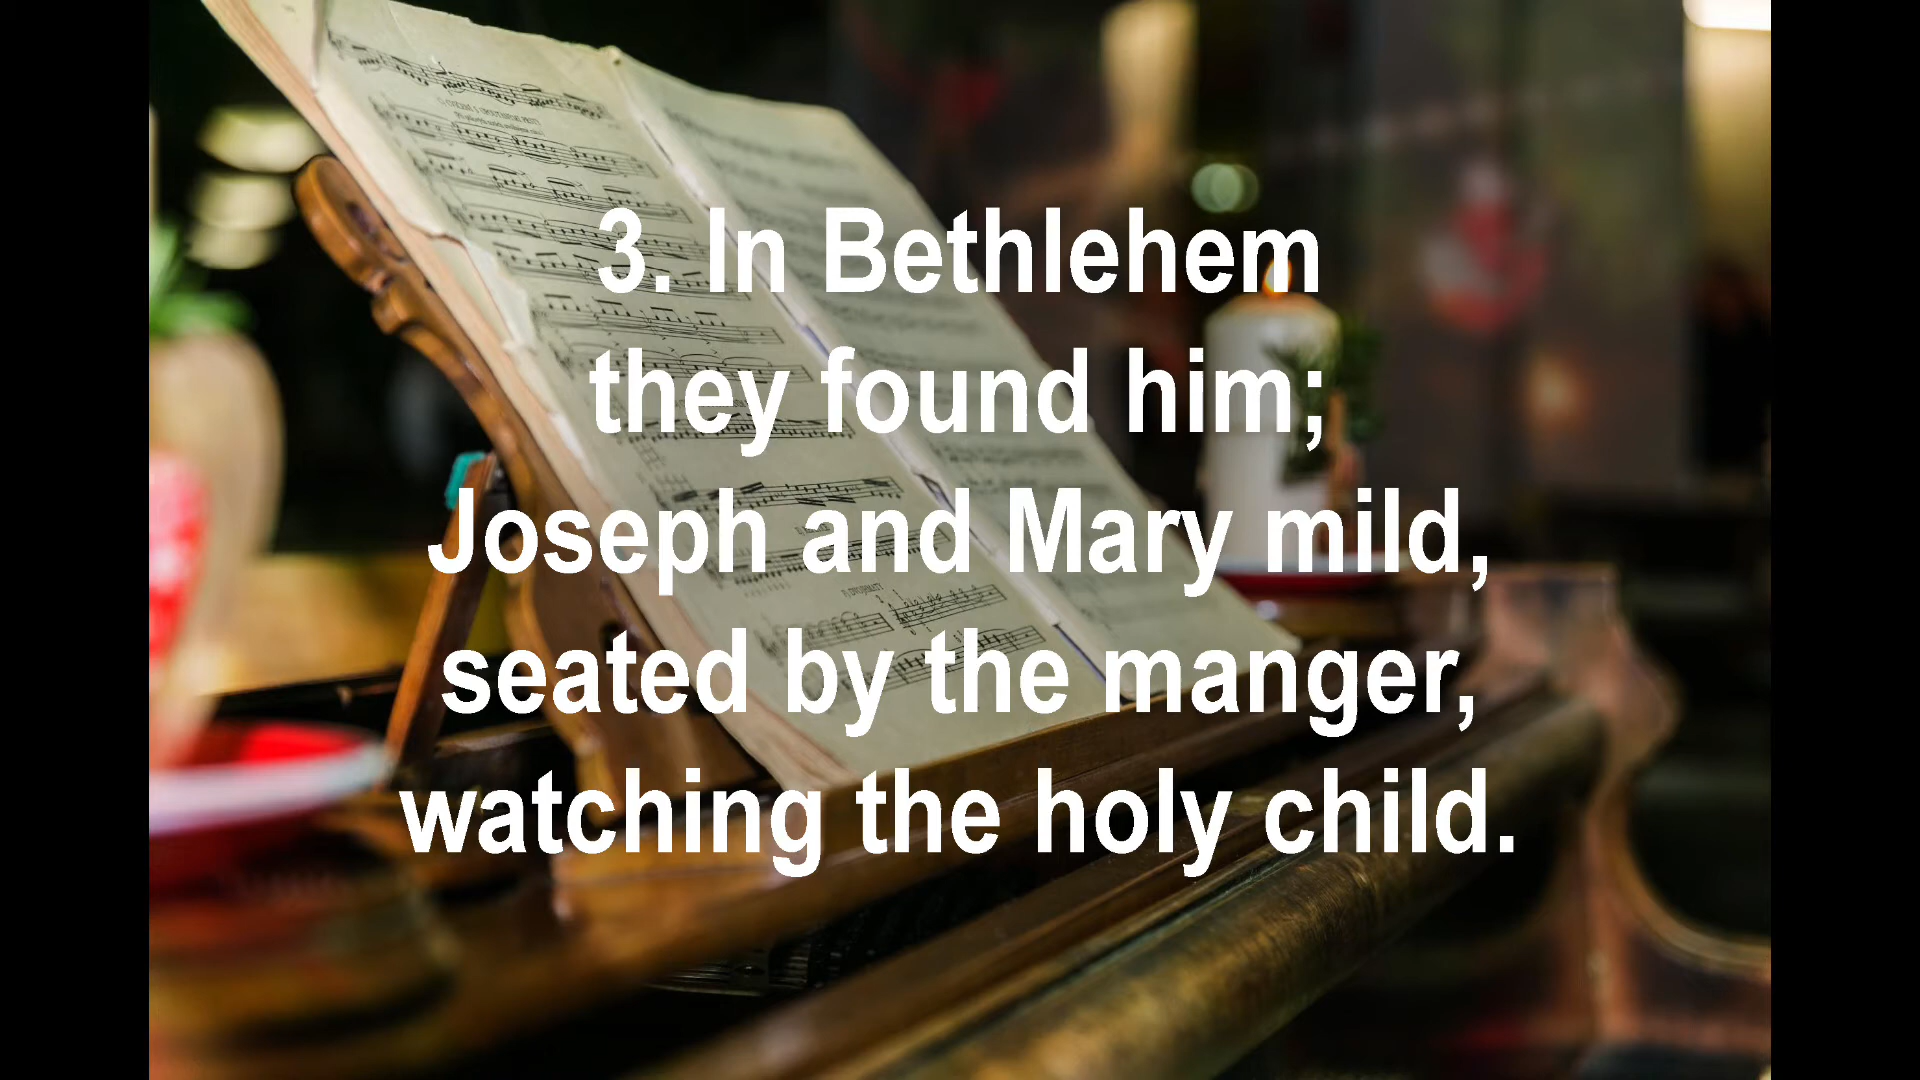 3. In Bethlehem
they found him;
Joseph and Mary mild,
seated by the manger,
watching the holy child.